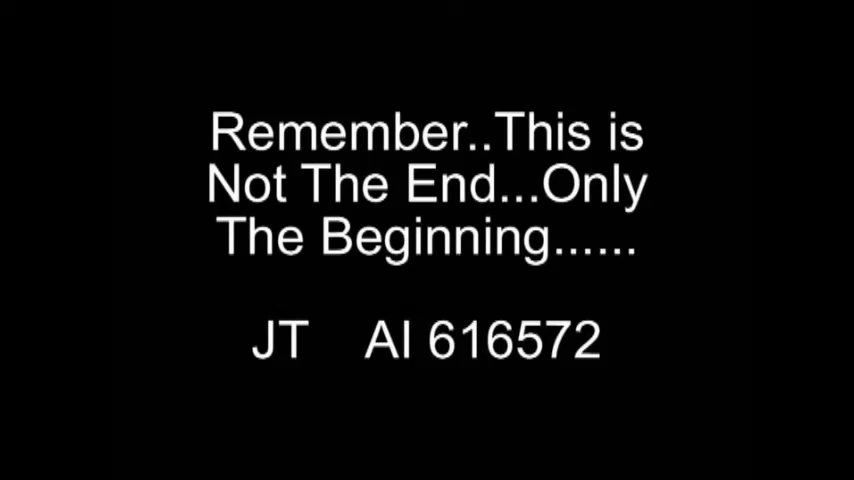 Remember..This is
Not The End...Only
The Beginning......
JT AI 616572